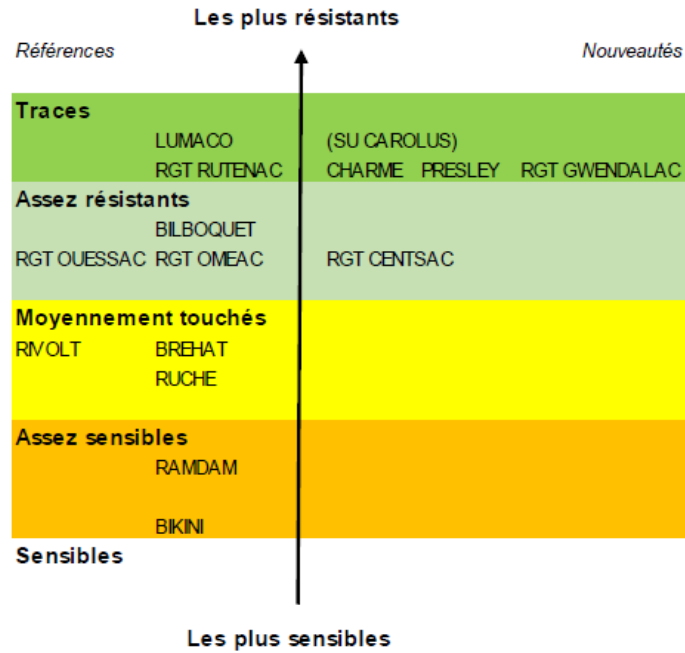 Les plus résistants
Références Nouveautés
Traces
LUMACO (SU CAROLUS)
RGT RUTENAC CHARME PRESLEY RGT GWENDALAC
Assez résistants
BILBOQUET
RGT OUESSAC RGT OMEAC RGT CENTSAC
Moyennement touchés
RIVOLT BREHAT
RUCHE
Assez sensibles
RAMDAM
BIKINI
Sensibles
Les plus sensibles